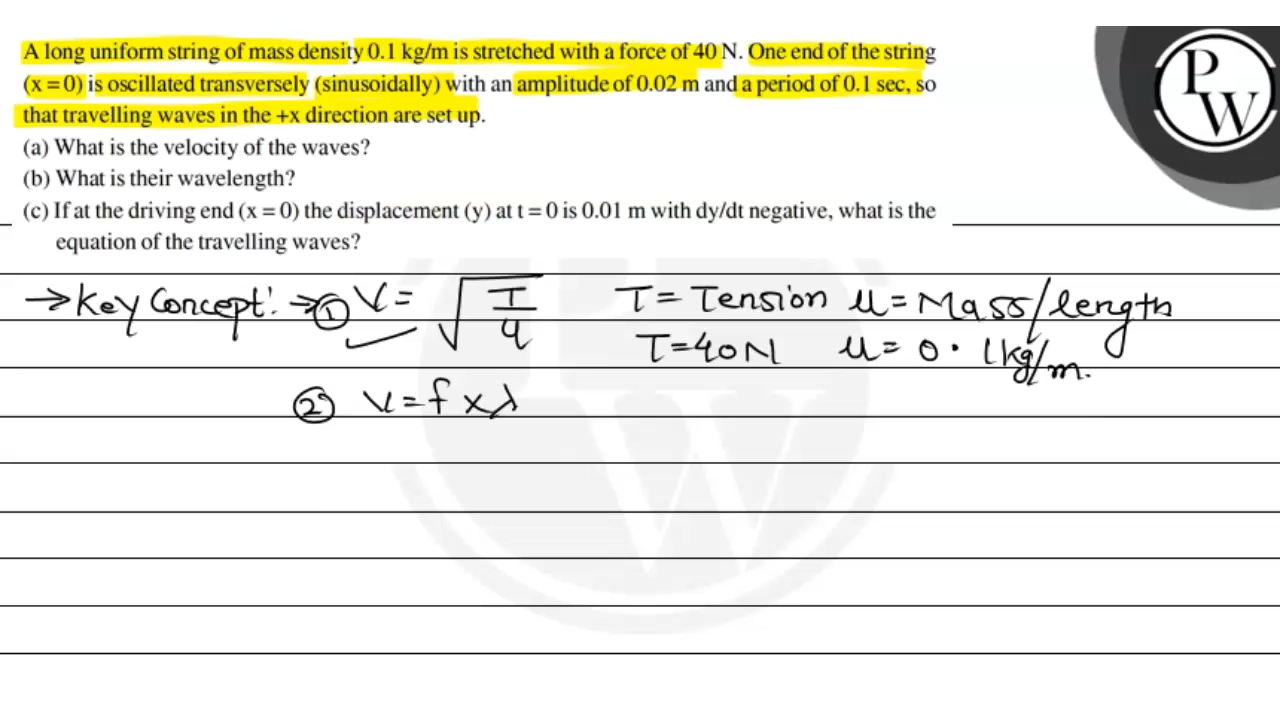 A long uniform string of mass density 0.1 kg/m is stretched with a force of 40 N. One end of the string
(x = 0) is oscillated transversely (sinusoidally) with an amplitude of 0.02 m and a period of 0.1 sec, so
that travelling waves in the +x direction are set up.
(a) What is the velocity of the waves?
(b) What is their wavelength?
(c) If at the driving end (x = 0) the displacement (y) at t = 0 is 0.01 m with dy/dt negative, what is the
equation of the travelling waves?
P
W
→ Key Concept: → ① V = √T/μ T = Tension μ = Mass/length
T = 40N μ = 0.1kg/m.
② V = f × λ